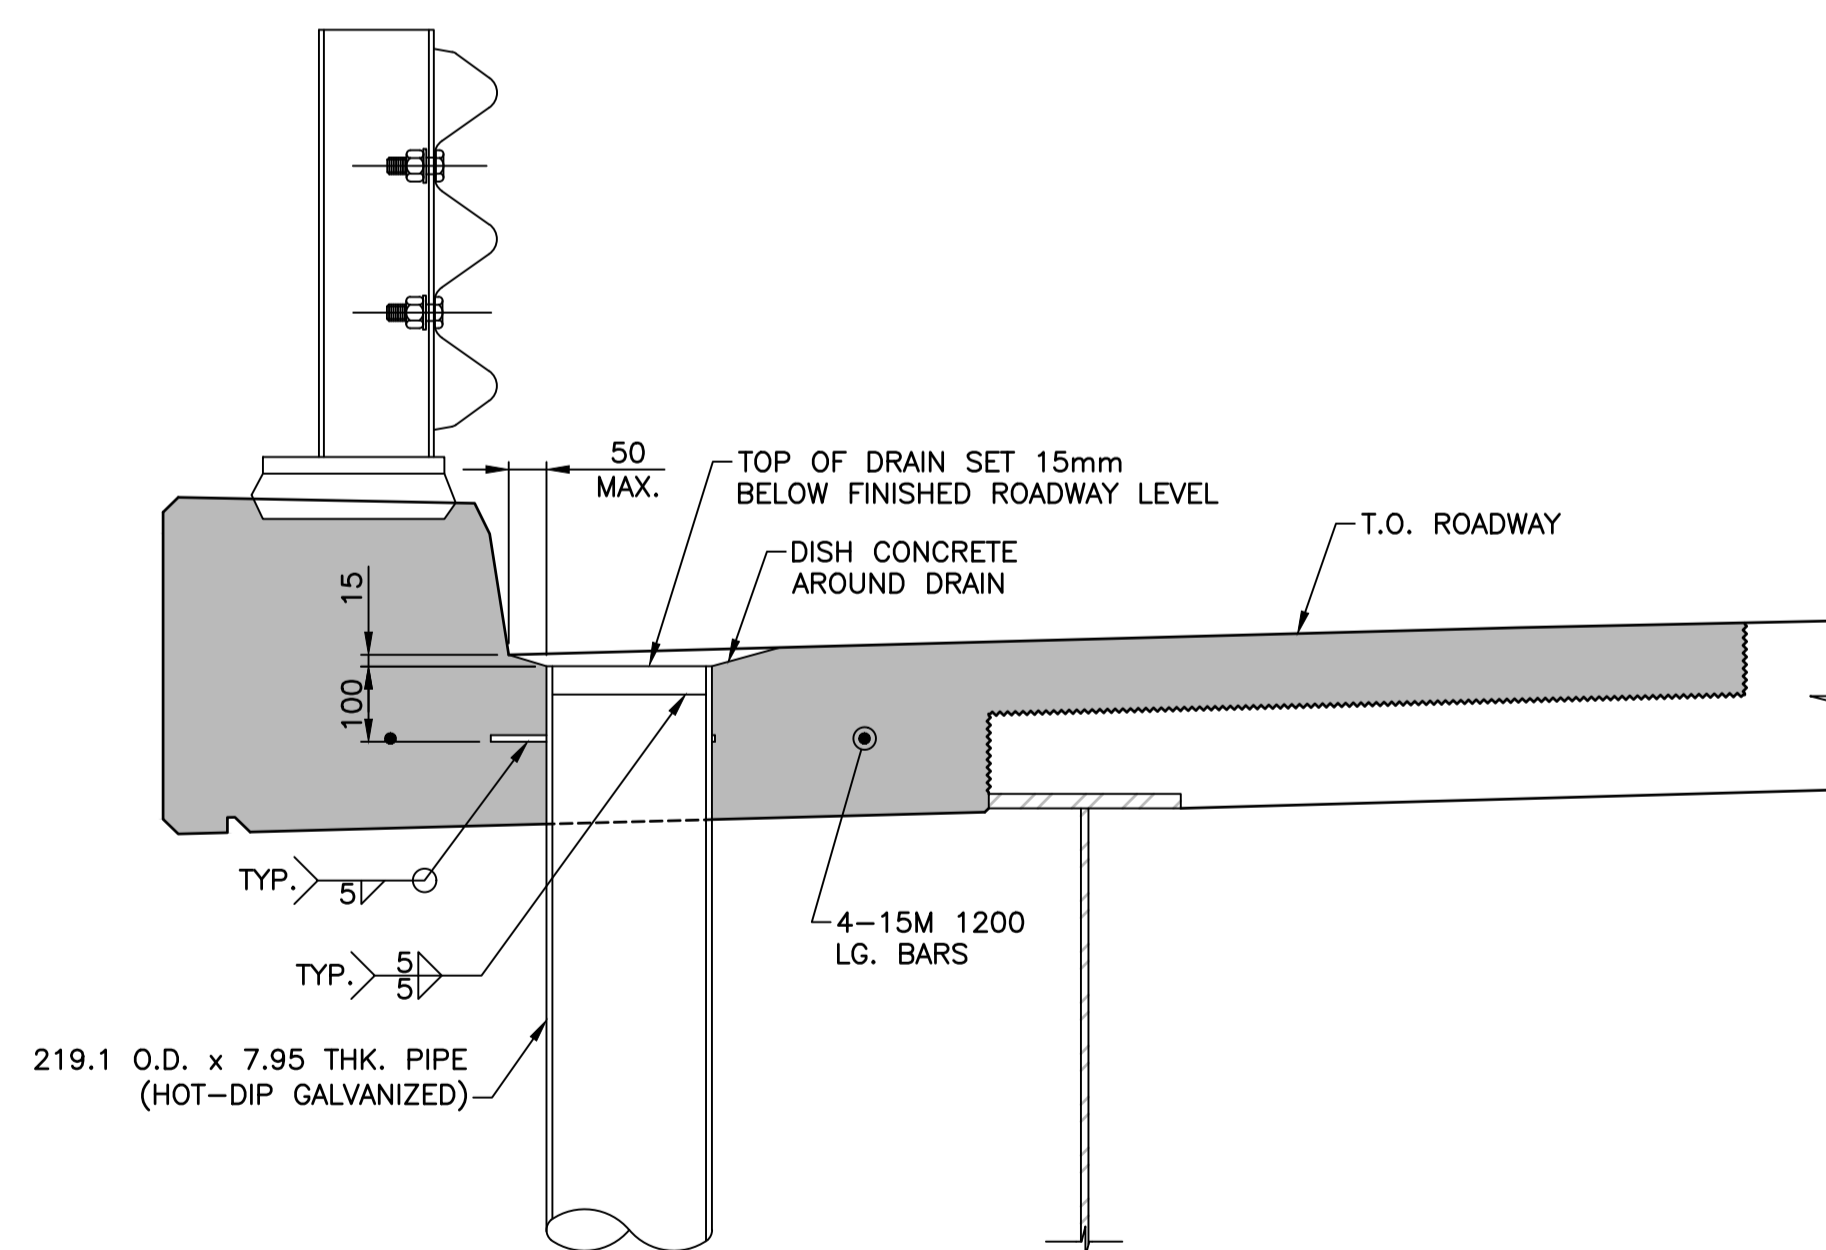 50
MAX.
TOP OF DRAIN SET 15mm
BELOW FINISHED ROADWAY LEVEL
T.O. ROADWAY
DISH CONCRETE
AROUND DRAIN
15
100
TYP.
5
4-15M 1200
LG. BARS
TYP.
5
5
219.1 O.D. x 7.95 THK. PIPE
(HOT-DIP GALVANIZED)